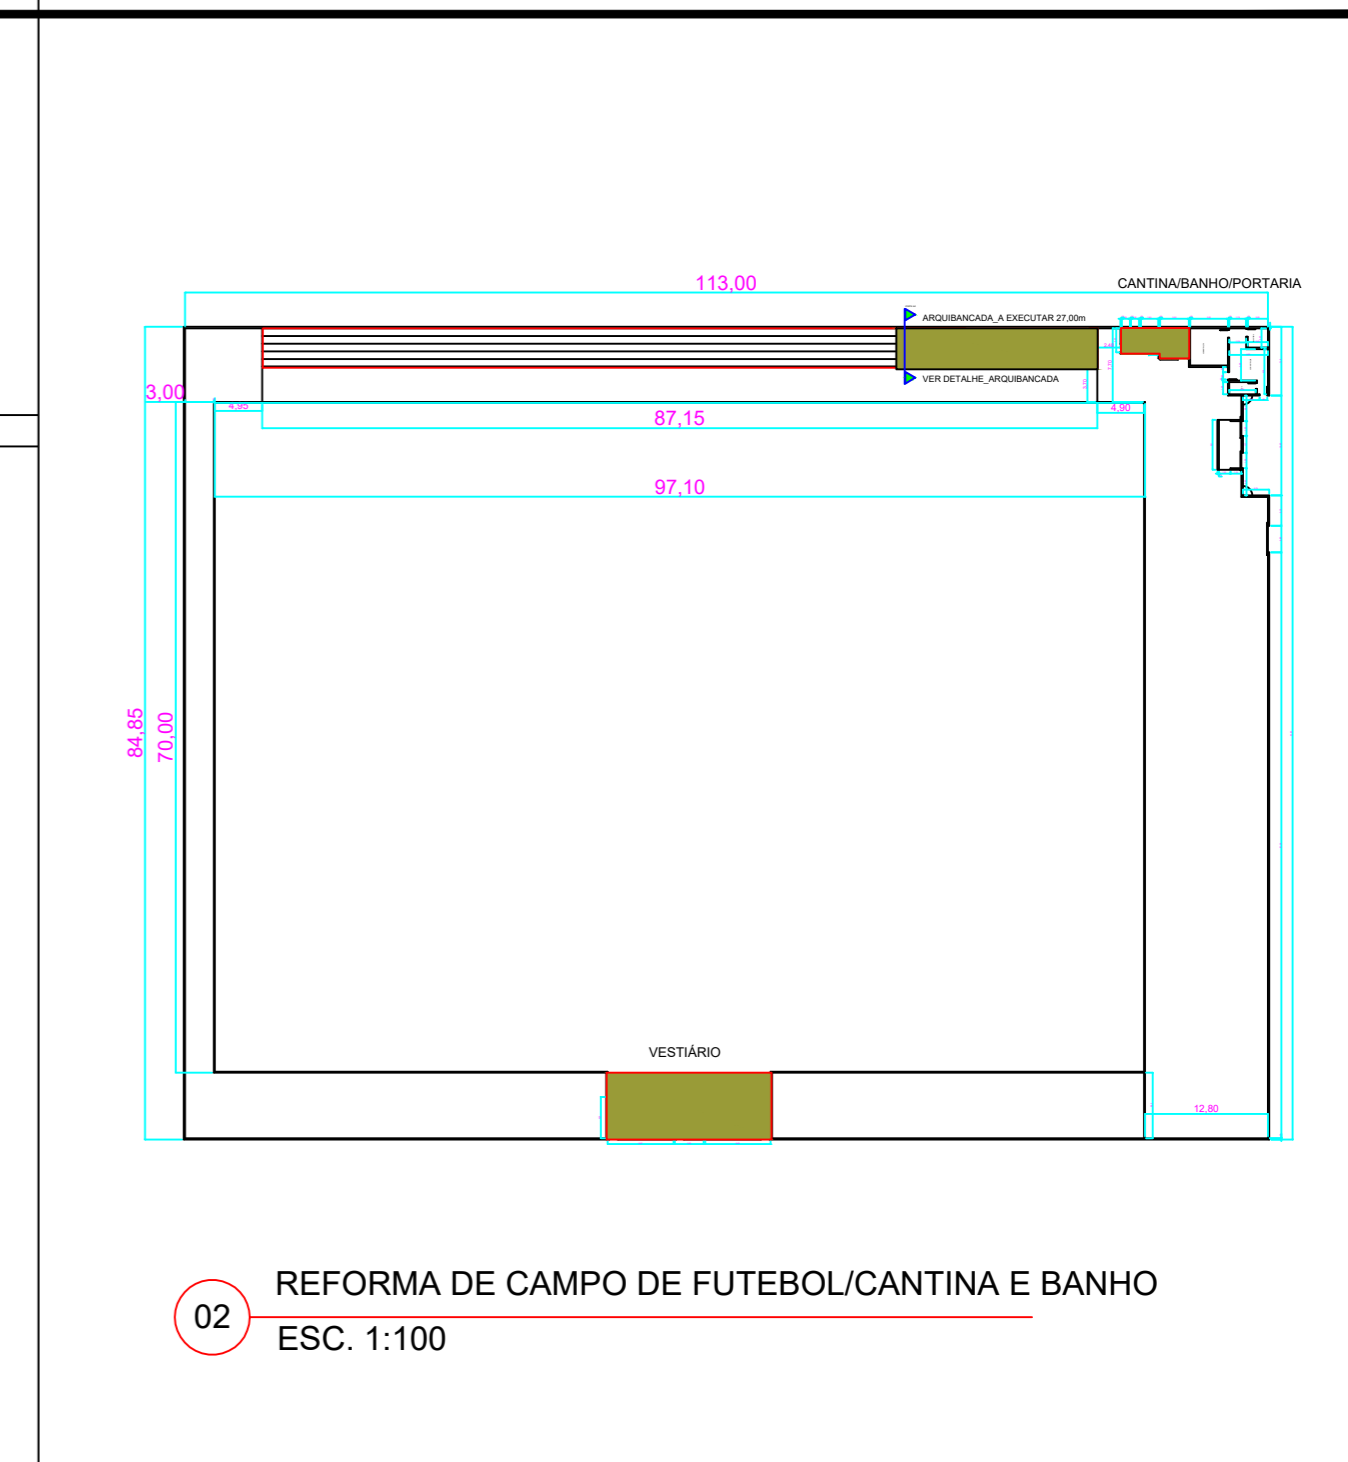 113,00
CANTINA/BANHO/PORTARIA
ARQUIBANCADA_A EXECUTAR 27,00m
VER DETALHE_ARQUIBANCADA
3,00
4,95
4,90
87,15
97,10
84,85
70,00
VESTIÁRIO
12,80
02
REFORMA DE CAMPO DE FUTEBOL/CANTINA E BANHO
ESC. 1:100